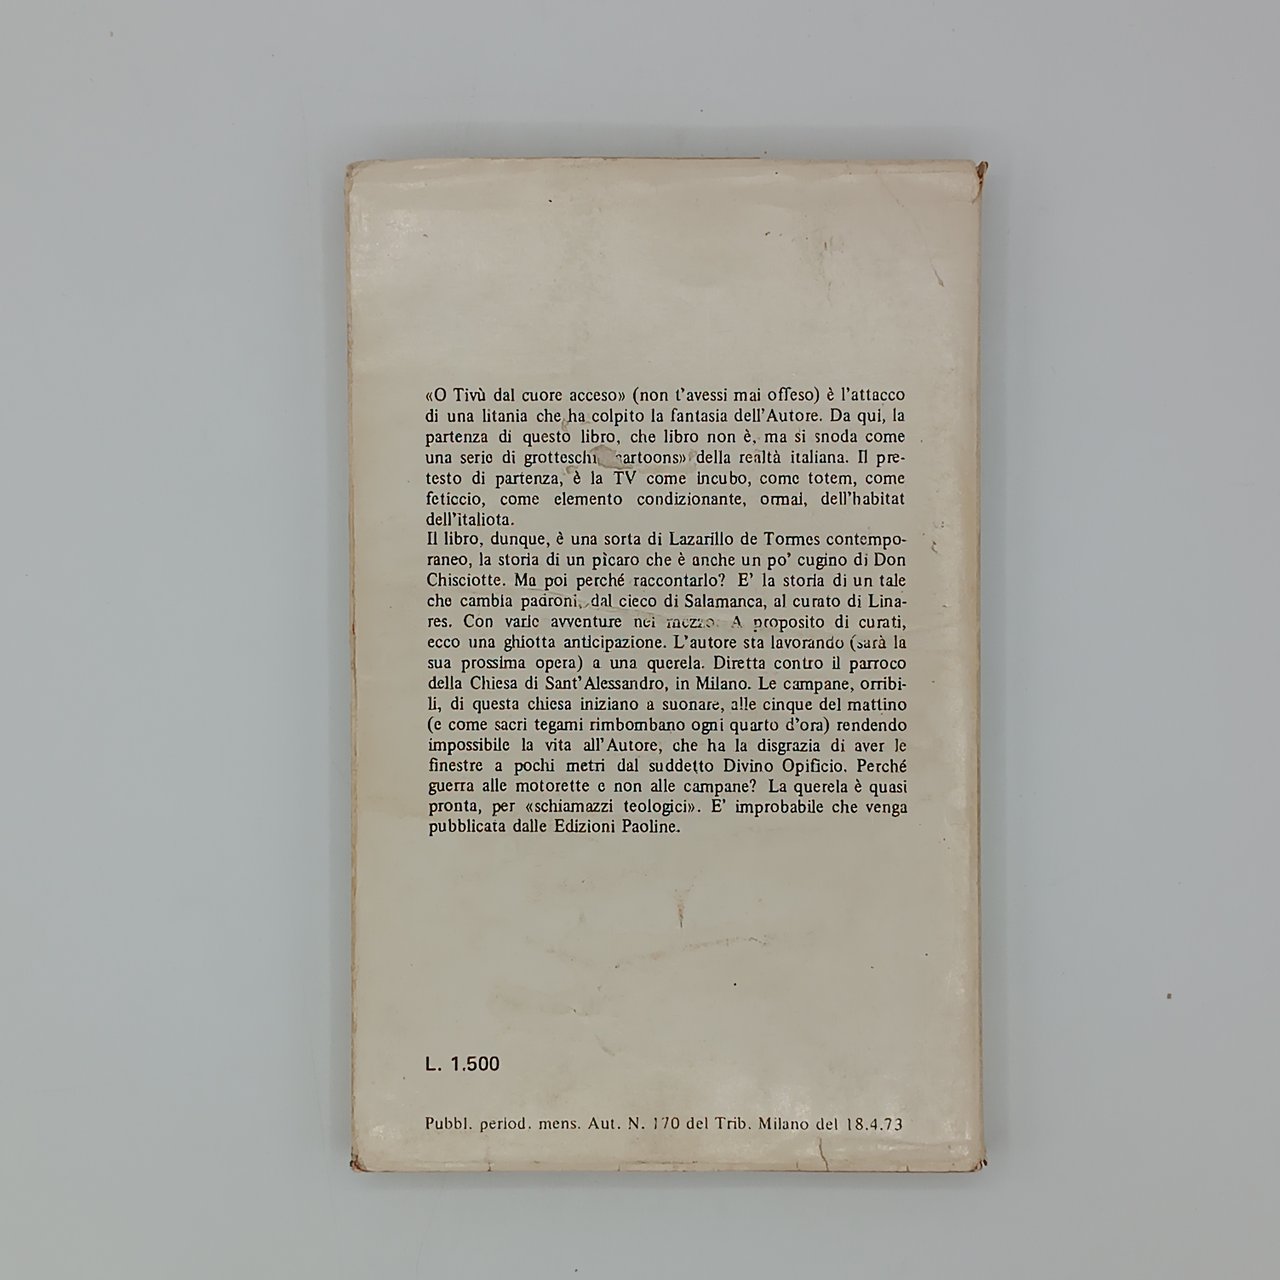 «O Tivù dal cuore acceso» (non t'avessi mai offeso) è l'attacco
di una litania che ha colpito la fantasia dell'Autore. Da qui, la
partenza di questo libro, che libro non è, ma si snoda come
una serie di grotteschi «cartoons» della realtà italiana. Il pre-
testo di partenza, è la TV come incubo, come totem, come
feticcio, come elemento condizionante, ormai, dell'habitat
dell'italiota.
Il libro, dunque, è una sorta di Lazarillo de Tormes contempo-
raneo, la storia di un pìcaro che è anche un po' cugino di Don
Chisciotte. Ma poi perché raccontarlo? E' la storia di un tale
che cambia padroni, dal cieco di Salamanca, al curato di Lina-
res. Con varie avventure nel mezzo. A proposito di curati,
ecco una ghiotta anticipazione. L'autore sta lavorando (sarà la
sua prossima opera) a una querela. Diretta contro il parroco
della Chiesa di Sant'Alessandro, in Milano. Le campane, orribi-
li, di questa chiesa iniziano a suonare, alle cinque del mattino
(e come sacri tegami rimbombano ogni quarto d'ora) rendendo
impossibile la vita all'Autore, che ha la disgrazia di aver le
finestre a pochi metri dal suddetto Divino Opificio. Perché
guerra alle motorette e non alle campane? La querela è quasi
pronta, per «schiamazzi teologici». E' improbabile che venga
pubblicata dalle Edizioni Paoline.
L. 1.500
Pubbl. period. mens. Aut. N. 170 del Trib. Milano del 18.4.73